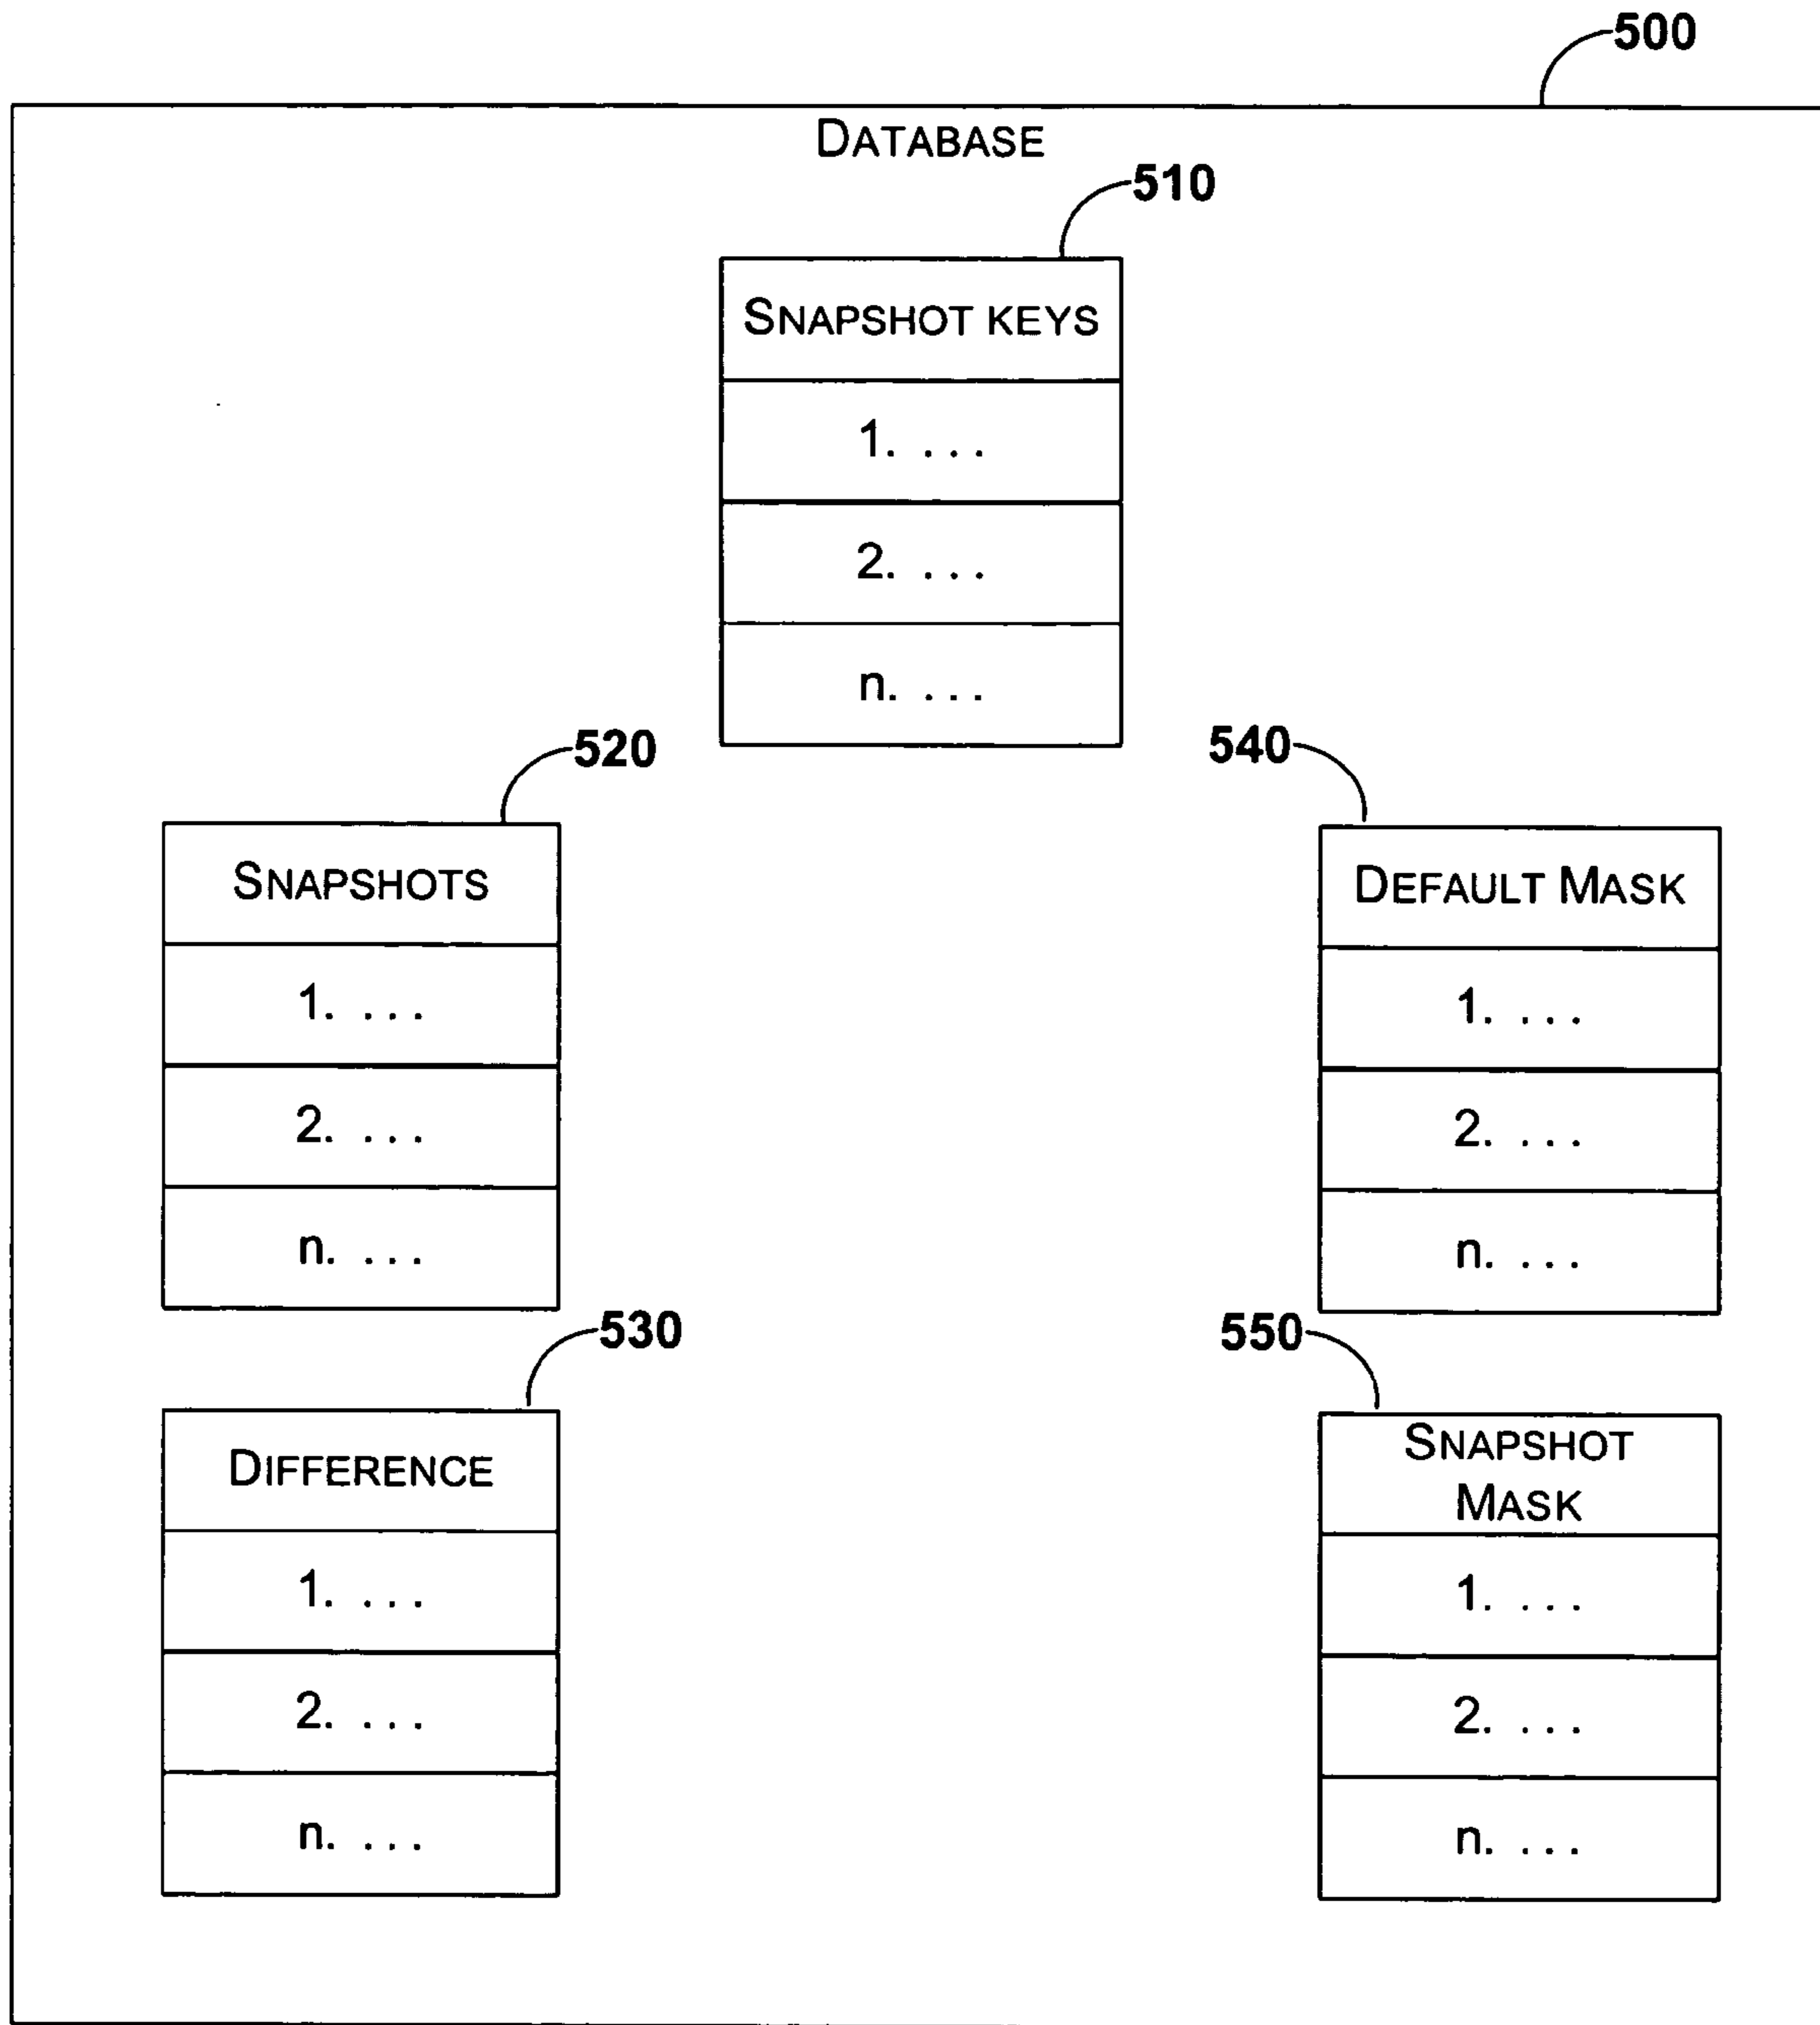 500
DATABASE
510
SNAPSHOT KEYS
1. ...
2. ...
n. ...
520
SNAPSHOTS
1. ...
2. ...
n. ...
540
DEFAULT MASK
1. ...
2. ...
n. ...
530
DIFFERENCE
1. ...
2. ...
n. ...
550
SNAPSHOT
MASK
1. ...
2. ...
n. ...